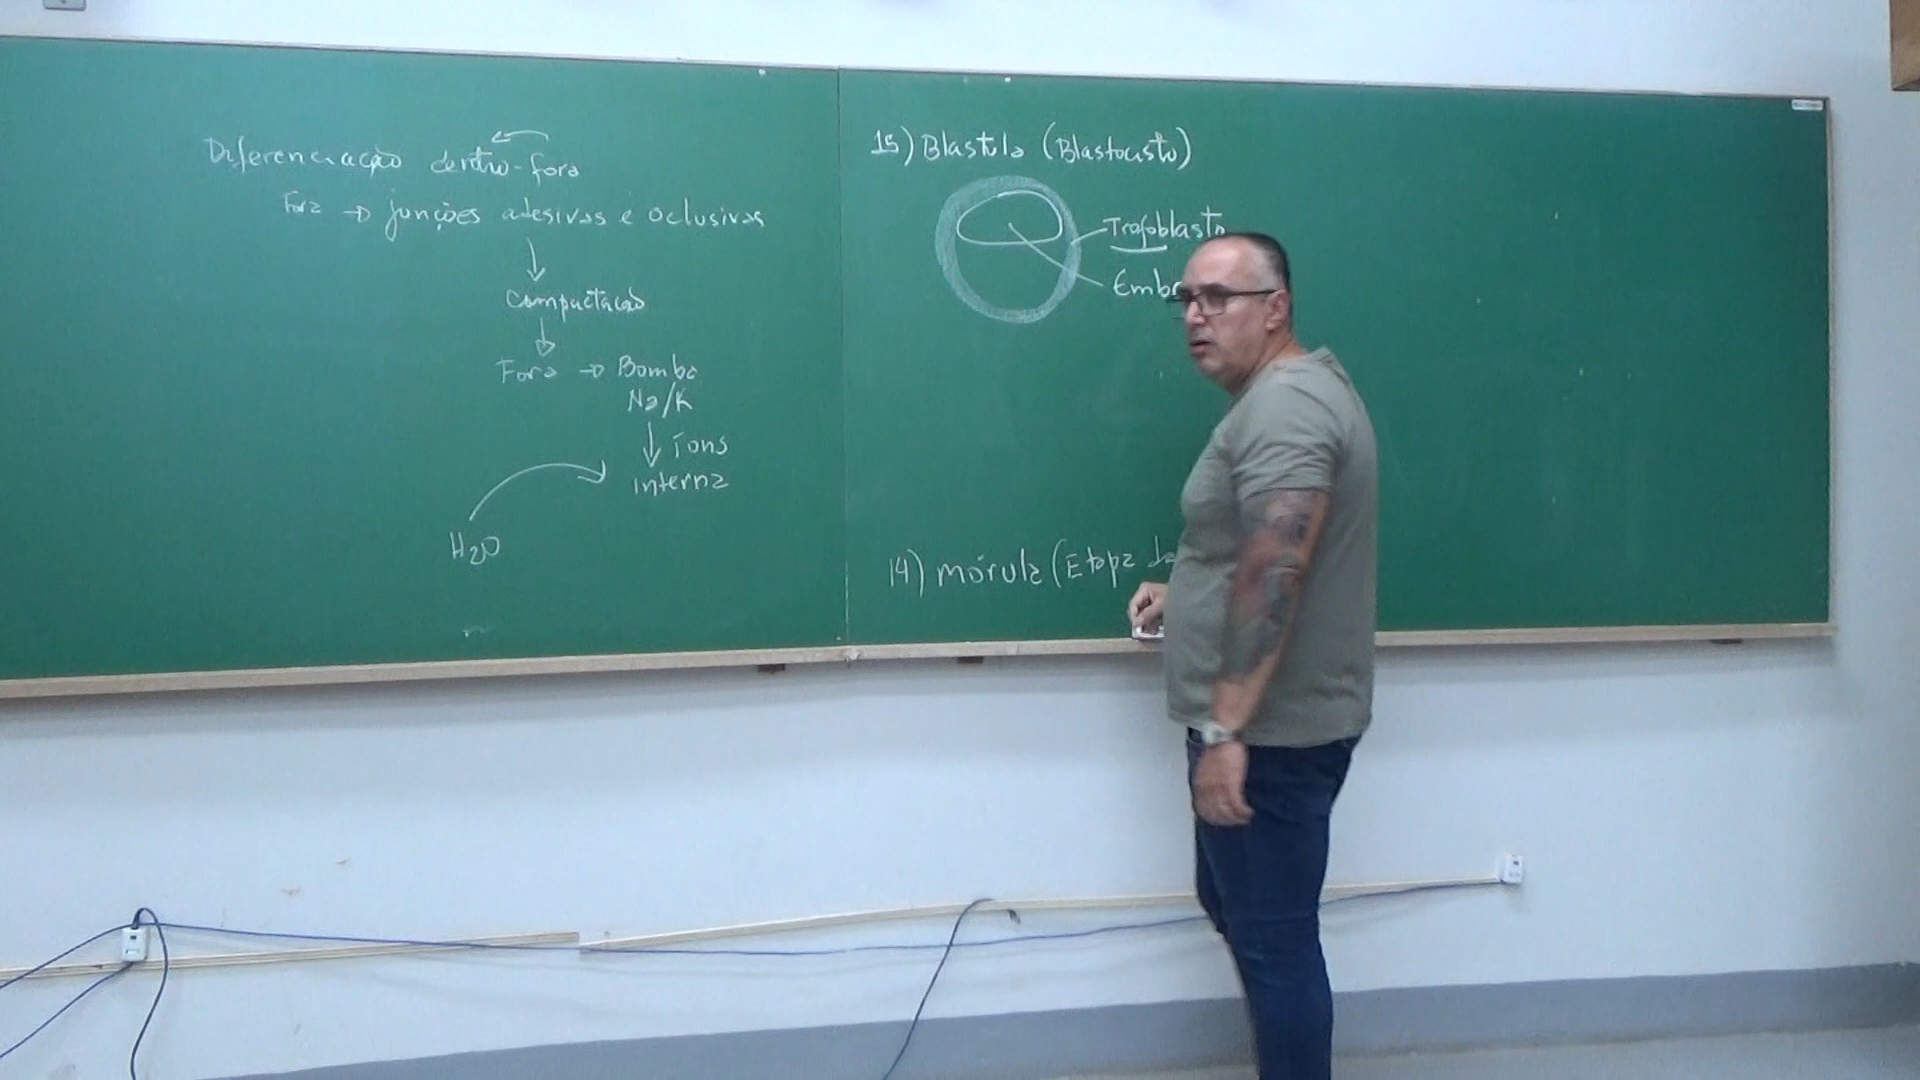 Diferenciação dentro-fora
Fora → junções adesivas e oclusivas
↓
Compactação
↓
Fora → Bomba
Na/K
↓ íons
interna
H2O
15) Blastula (Blastocisto)
Trofoblasto
14) mórula (Etapa